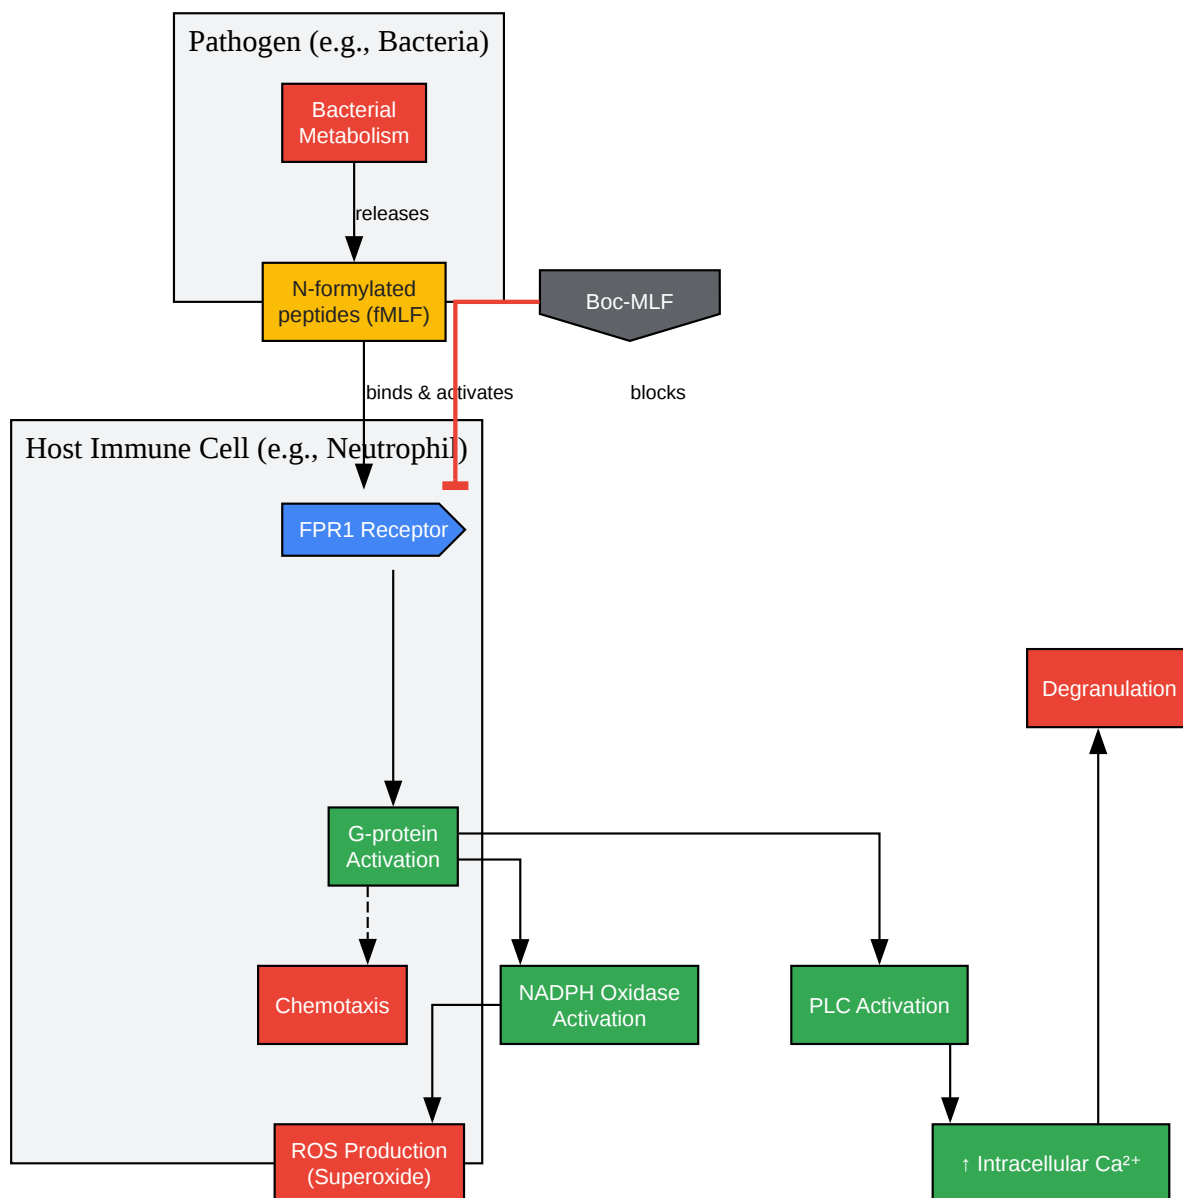 Pathogen (e.g., Bacteria)
Bacterial
Metabolism
releases
N-formylated
peptides (fMLF)
Boc-MLF
binds & activates
blocks
Host Immune Cell (e.g., Neutrophil)
FPR1 Receptor
Degranulation
G-protein
Activation
Chemotaxis
NADPH Oxidase
Activation
PLC Activation
ROS Production
(Superoxide)
↑ Intracellular Ca²⁺